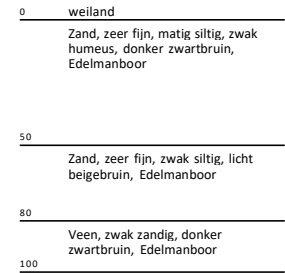 0 weiland
Zand, zeer fijn, matig siltig, zwak
humeus, donker zwartbruin,
Edelmanboor
50
Zand, zeer fijn, zwak siltig, licht
beigebruin, Edelmanboor
80
Veen, zwak zandig, donker
zwartbruin, Edelmanboor
100